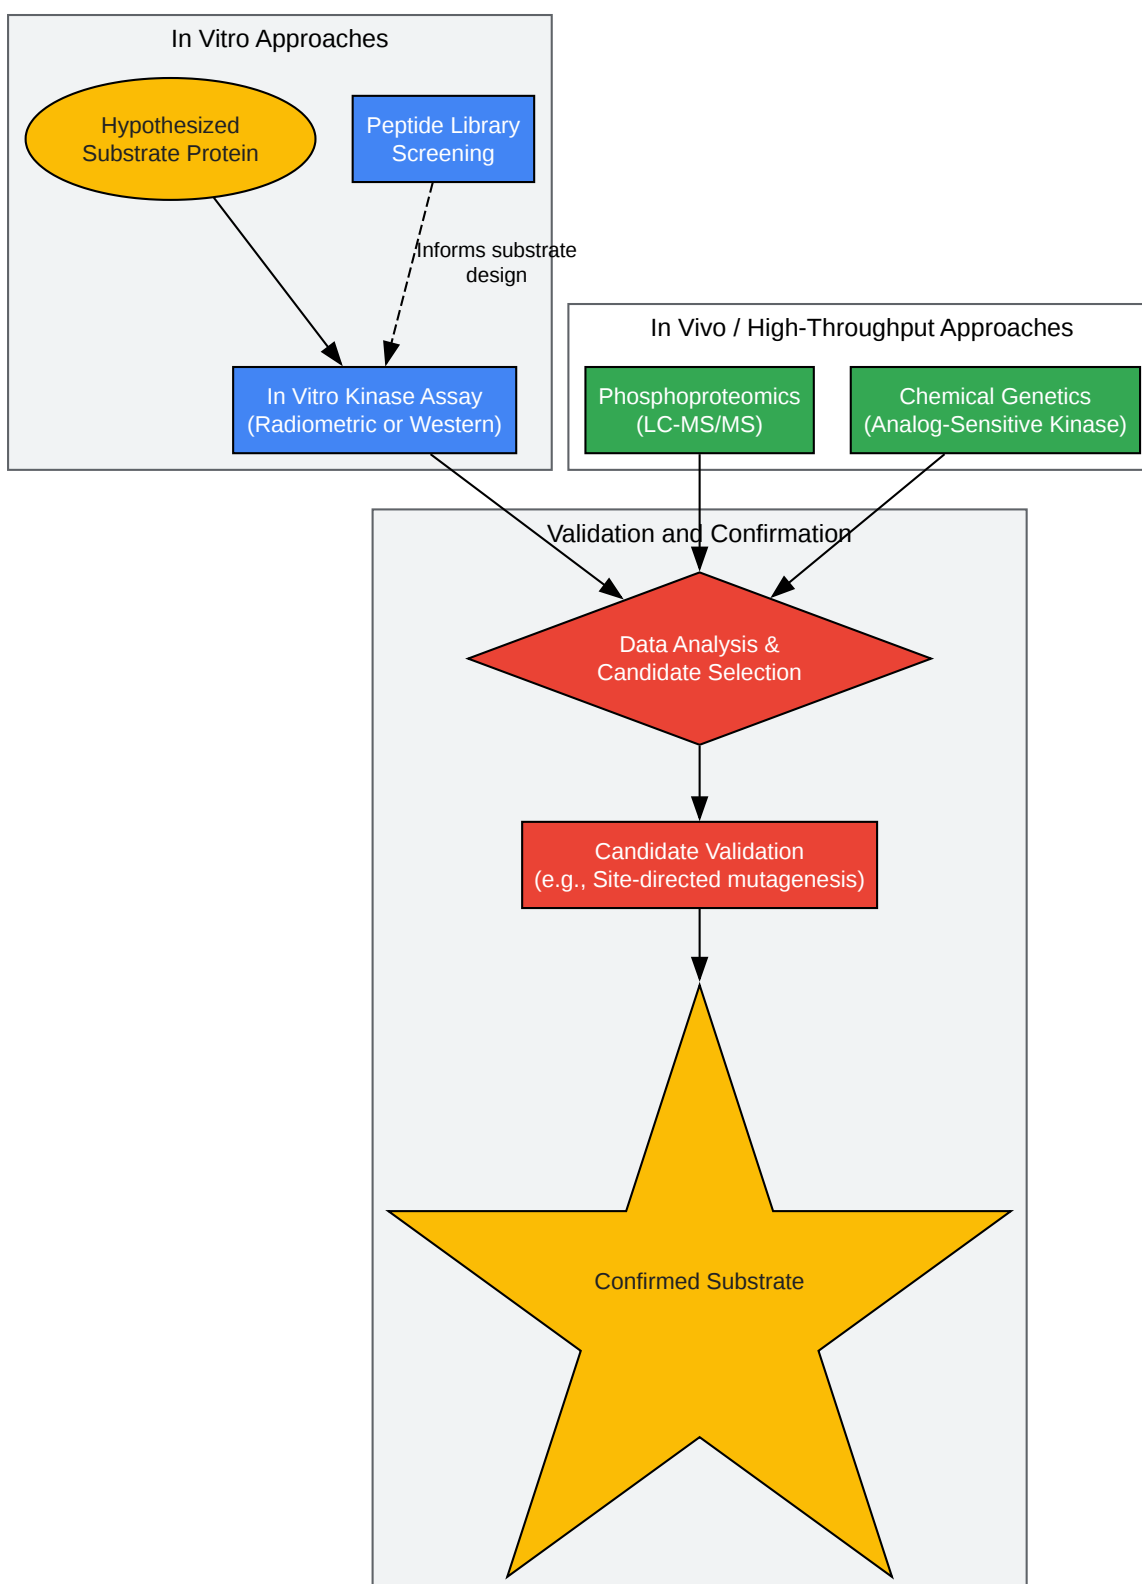 In Vitro Approaches
Hypothesized
Substrate Protein
Peptide Library
Screening
Informs substrate
design
In Vitro Kinase Assay
(Radiometric or Western)
In Vivo / High-Throughput Approaches
Phosphoproteomics
(LC-MS/MS)
Chemical Genetics
(Analog-Sensitive Kinase)
Validation and Confirmation
Data Analysis &
Candidate Selection
Candidate Validation
(e.g., Site-directed mutagenesis)
Confirmed Substrate